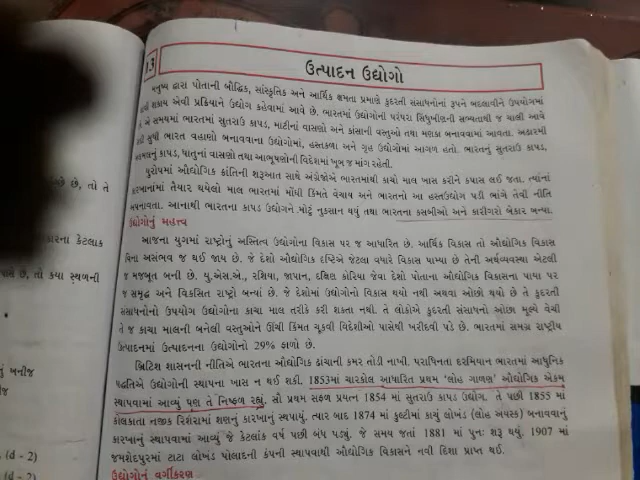 13
ઉત્પાદન ઉદ્યોગો
મનુષ્ય દ્વારા પોતાની બૌદ્ધિક, સાંસ્કૃતિક અને આર્થિક ક્ષમતા પ્રમાણે કુદરતી સંસાધનોનાં રૂપને બદલાવીને ઉપયોગમાં
શકાય એવી પ્રક્રિયાને ઉદ્યોગ કહેવામાં આવે છે. ભારતમાં ઉદ્યોગોની પરંપરા સિંધુખીણની સભ્યતાથી જ ચાલી આવે
એ સમયમાં ભારતમાં સુતરાઉ કાપડ, માટીનાં વાસણો અને કાંસાની વસ્તુઓ તથા મણકા બનાવવામાં આવતા. અઢારમી
સુધી ભારત વહાણો બનાવવાના ઉદ્યોગોમાં, હસ્તકલા અને ગૃહ ઉદ્યોગોમાં આગળ હતો. ભારતનું સુતરાઉ કાપડ,
મલમલનું કાપડ, ધાતુનાં વાસણો તથા આભૂષણોની વિદેશમાં ખૂબ જ માંગ રહેતી.
યુરોપમાં ઔદ્યોગિક ક્રાંતિની શરૂઆત સાથે અંગ્રેજોએ ભારતમાથી કાચો માલ ખાસ કરીને કપાસ લઈ જતા. ત્યાંનાં
કારખાનાંમાં તૈયાર થયેલો માલ ભારતમાં મોંઘી કિંમતે વેચાય અને ભારતનો આ હસ્તઉદ્યોગ પડી ભાંગે તેવી નીતિ
અપનાવતા. આનાથી ભારતના કાપડ ઉદ્યોગને મોટું નુકસાન થયું તથા ભારતના કસબીઓ અને કારીગરો બેકાર બન્યા.
ઉદ્યોગોનું મહત્ત્વ
આજના યુગમાં રાષ્ટ્રોનું અસ્તિત્વ ઉદ્યોગોના વિકાસ પર જ આધારિત છે. આર્થિક વિકાસ તો ઔદ્યોગિક વિકાસ
વિના અસંભવ જ થઈ જાય છે. જે દેશો ઔદ્યોગિક દષ્ટિએ જેટલા વધારે વિકાસ પામ્યા છે તેની અર્થવ્યવસ્થા એટલી
જ મજબૂત બની છે. યુ.એસ.એ., રશિયા, જાપાન, દક્ષિણ કોરિયા જેવા દેશો પોતાના ઔદ્યોગિક વિકાસના પાયા પર
જ સમૃદ્ધ અને વિકસિત રાષ્ટ્રો બન્યાં છે. જે દેશોમાં ઉદ્યોગોનો વિકાસ થયો નથી અથવા ઓછો થયો છે તે કુદરતી
સંસાધનોનો ઉપયોગ ઉદ્યોગોના કાચા માલ તરીકે કરી શકતા નથી. તે લોકોએ કુદરતી સંસાધનો ઓછા મૂલ્યે વેચી
તે જ કાચા માલની બનેલી વસ્તુઓને ઊંચી કિંમત ચૂકવી વિદેશીઓ પાસેથી ખરીદવી પડે છે. ભારતમાં સમગ્ર રાષ્ટ્રીય
ઉત્પાદનમાં ઉત્પાદનના ઉદ્યોગોનો 29% ફાળો છે.
બ્રિટિશ શાસનની નીતિએ ભારતના ઔદ્યોગિક ઢાંચાની કમર તોડી નાખી. પરાધિનતા દરમિયાન ભારતમાં આધુનિક
પદ્ધતિએ ઉદ્યોગોની સ્થાપના ખાસ ન થઈ શકી. 1853માં ચારકોલ આધારિત પ્રથમ 'લોહ ગાળણ' ઔદ્યોગિક એકમ
સ્થાપવામાં આવ્યું પણ તે નિષ્ફળ રહ્યું. સૌ પ્રથમ સફળ પ્રયત્ન 1854 માં સુતરાઉ કાપડ ઉદ્યોગ. તે પછી 1855 માં
કોલકાતા નજીક રિશેરામાં શણનું કારખાનું સ્થપાયું. ત્યાર બાદ 1874 માં કુલ્ટીમાં કાચું લોખંડ (લોહ અયસ્ક) બનાવવાનું
કારખાનું સ્થાપવામાં આવ્યું જે કેટલાંક વર્ષ પછી બંધ પડ્યું. જે સમય જતાં 1881 માં પુનઃ શરૂ થયું. 1907 માં
જમશેદપુરમાં ટાટા લોખંડ પોલાદની કંપની સ્થાપવાથી ઔદ્યોગિક વિકાસને નવી દિશા પ્રાપ્ત થઈ.
ઉદ્યોગોનું વર્ગીકરણ
છે, તો તે
કારના કેટલાક
છે, તો કયા સ્થળની
બનીજ
(d - 2)
(d - 2)